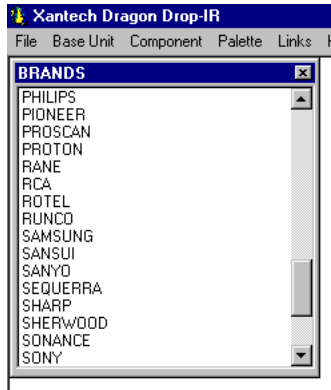 Xantech Dragon Drop-IR
File Base Unit Component Palette Links
BRANDS
PHILIPS
PIONEER
PROSCAN
PROTON
RANE
RCA
ROTEL
RUNCO
SAMSUNG
SANSUI
SANYO
SEQUERRA
SHARP
SHERWOOD
SONANCE
SONY